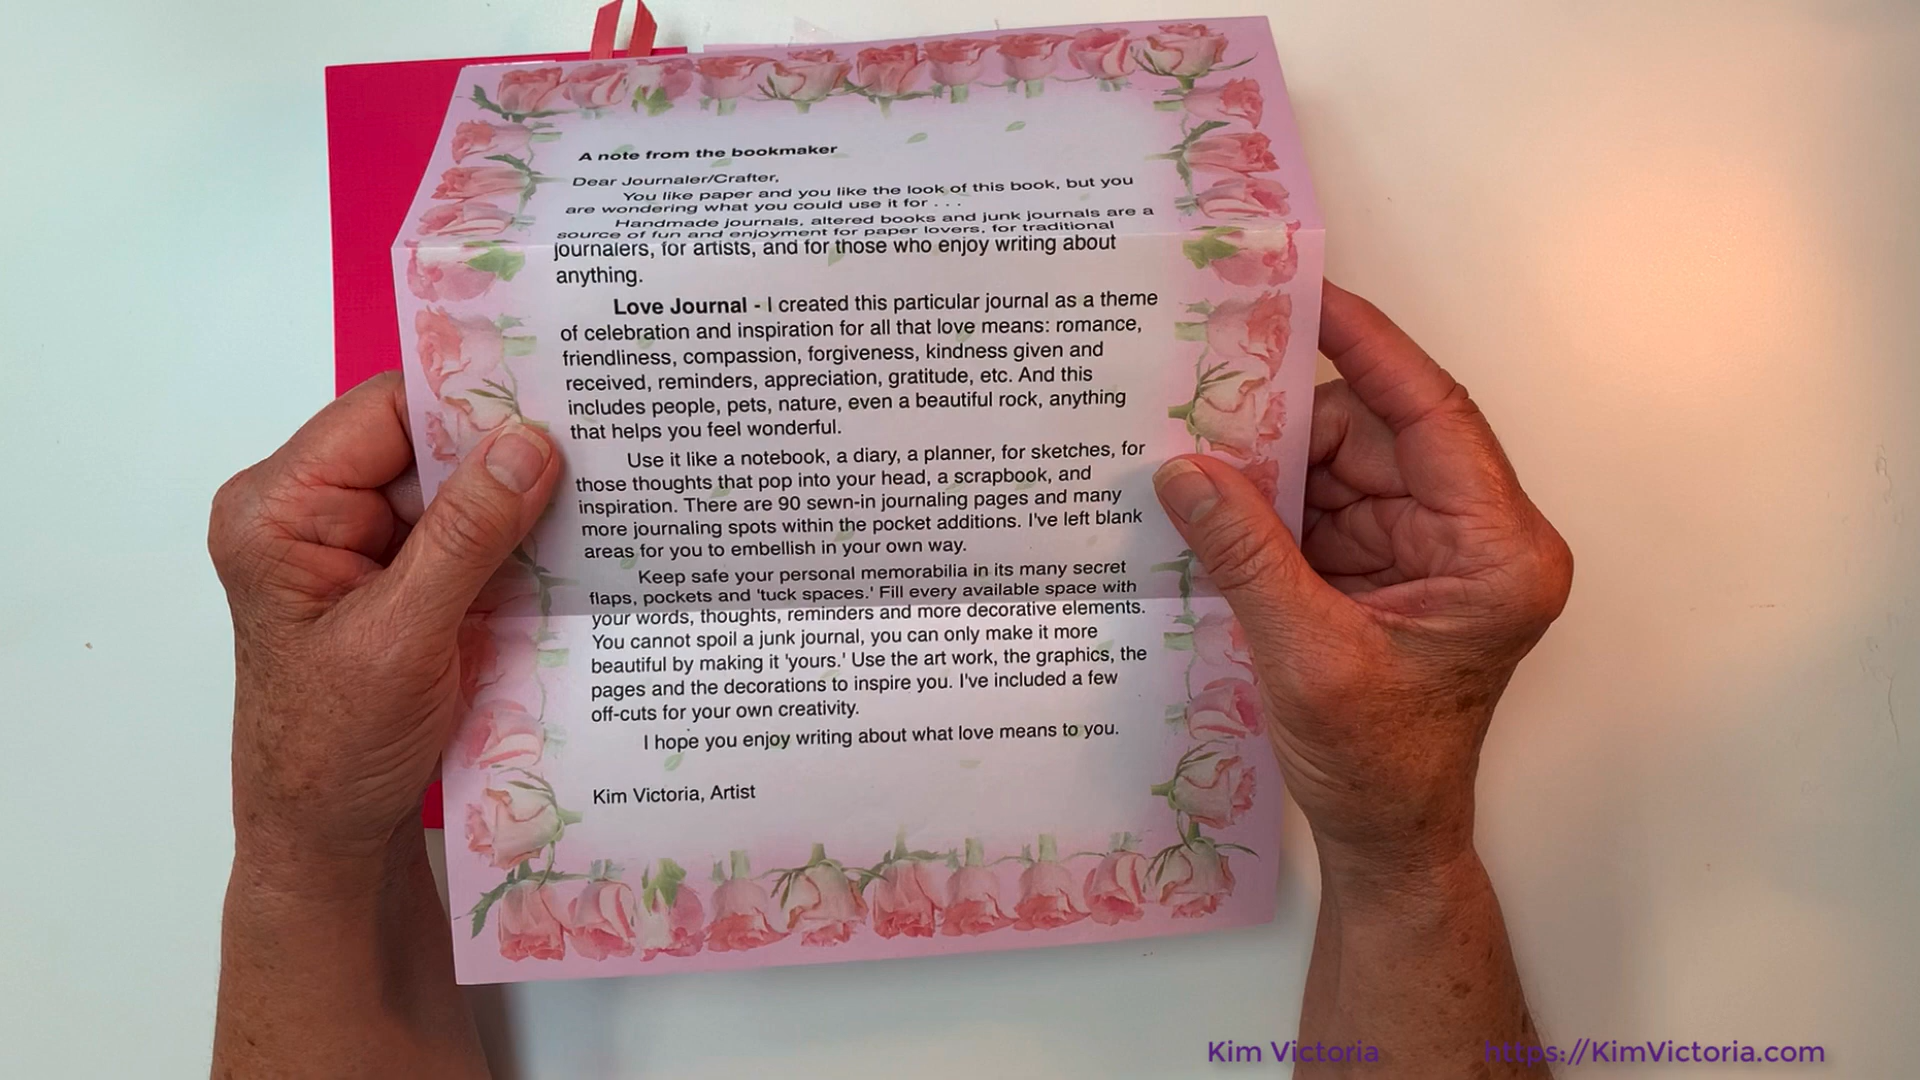 A note from the bookmaker
Dear Journaler/Crafter,
You like paper and you like the look of this book, but you
are wondering what you could use it for . . .
Handmade journals, altered books and junk journals are a
source of fun and enjoyment for paper lovers, for traditional
journalers, for artists, and for those who enjoy writing about
anything.
Love Journal - I created this particular journal as a theme
of celebration and inspiration for all that love means: romance,
friendliness, compassion, forgiveness, kindness given and
received, reminders, appreciation, gratitude, etc. And this
includes people, pets, nature, even a beautiful rock, anything
that helps you feel wonderful.
Use it like a notebook, a diary, a planner, for sketches, for
those thoughts that pop into your head, a scrapbook, and
inspiration. There are 90 sewn-in journaling pages and many
more journaling spots within the pocket additions. I've left blank
areas for you to embellish in your own way.
Keep safe your personal memorabilia in its many secret
flaps, pockets and 'tuck spaces.' Fill every available space with
your words, thoughts, reminders and more decorative elements.
You cannot spoil a junk journal, you can only make it more
beautiful by making it 'yours.' Use the art work, the graphics, the
pages and the decorations to inspire you. I've included a few
off-cuts for your own creativity.
I hope you enjoy writing about what love means to you.
Kim Victoria, Artist
Kim Victoria https://KimVictoria.com